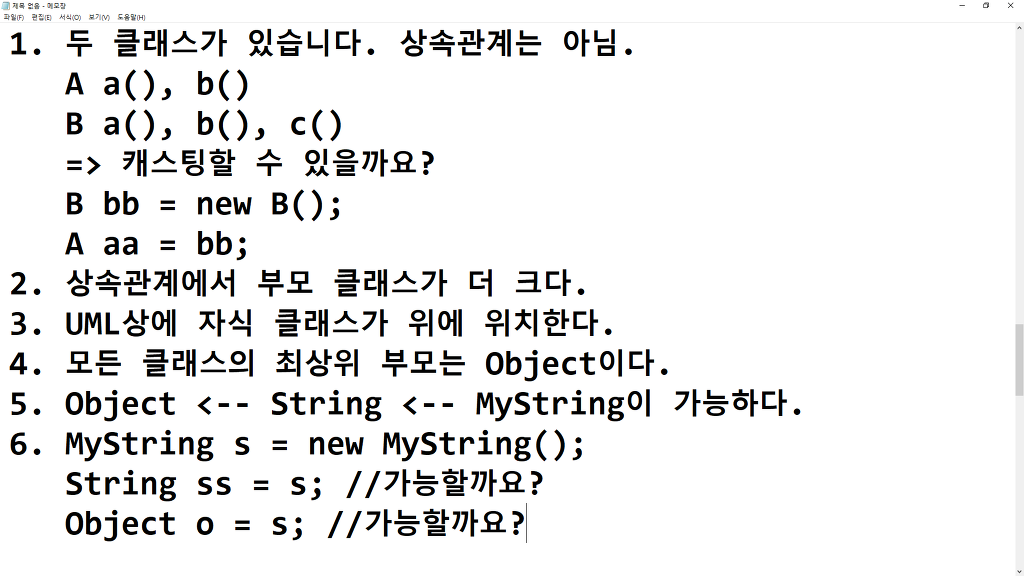 제목 없음 - 메모장
파일(F) 편집(E) 서식(O) 보기(V) 도움말(H)
1. 두 클래스가 있습니다. 상속관계는 아님.
A a(), b()
B a(), b(), c()
=> 캐스팅할 수 있을까요?
B bb = new B();
A aa = bb;
2. 상속관계에서 부모 클래스가 더 크다.
3. UML상에 자식 클래스가 위에 위치한다.
4. 모든 클래스의 최상위 부모는 Object이다.
5. Object <-- String <-- MyString이 가능하다.
6. MyString s = new MyString();
String ss = s; //가능할까요?
Object o = s; //가능할까요?